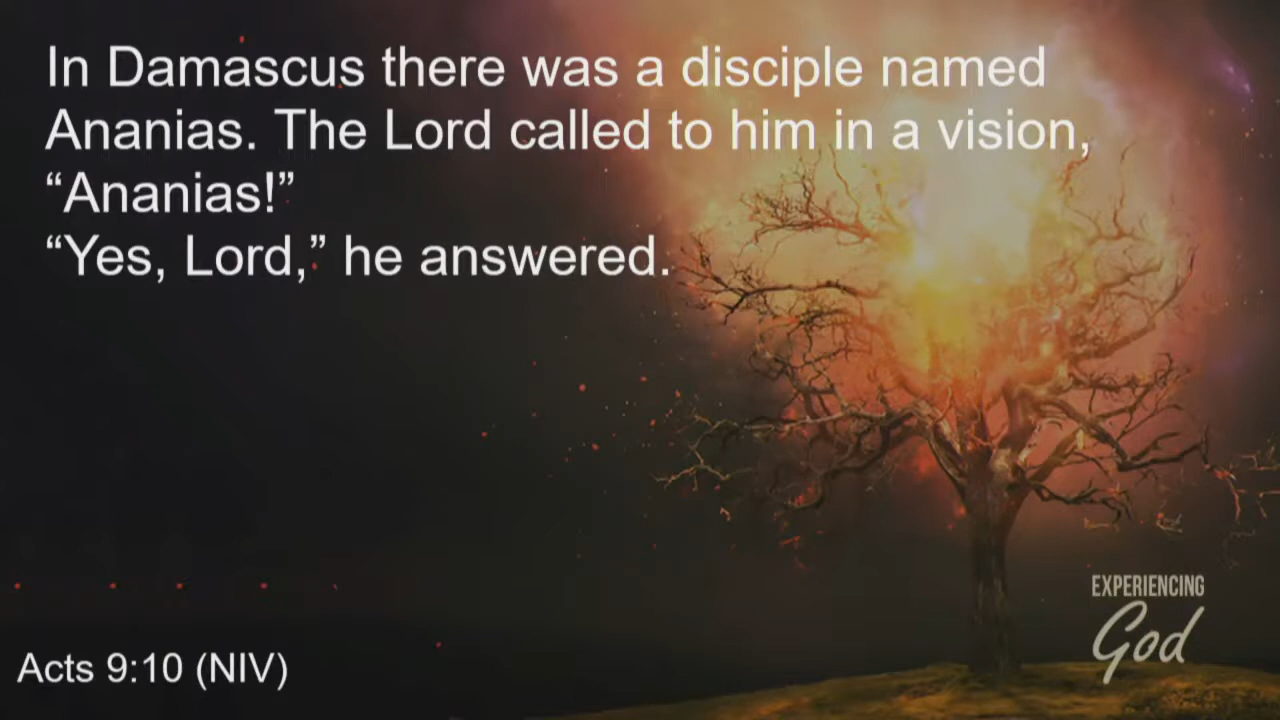 In Damascus there was a disciple named
Ananias. The Lord called to him in a vision,
“Ananias!”
“Yes, Lord,” he answered.
EXPERIENCING
God
Acts 9:10 (NIV)